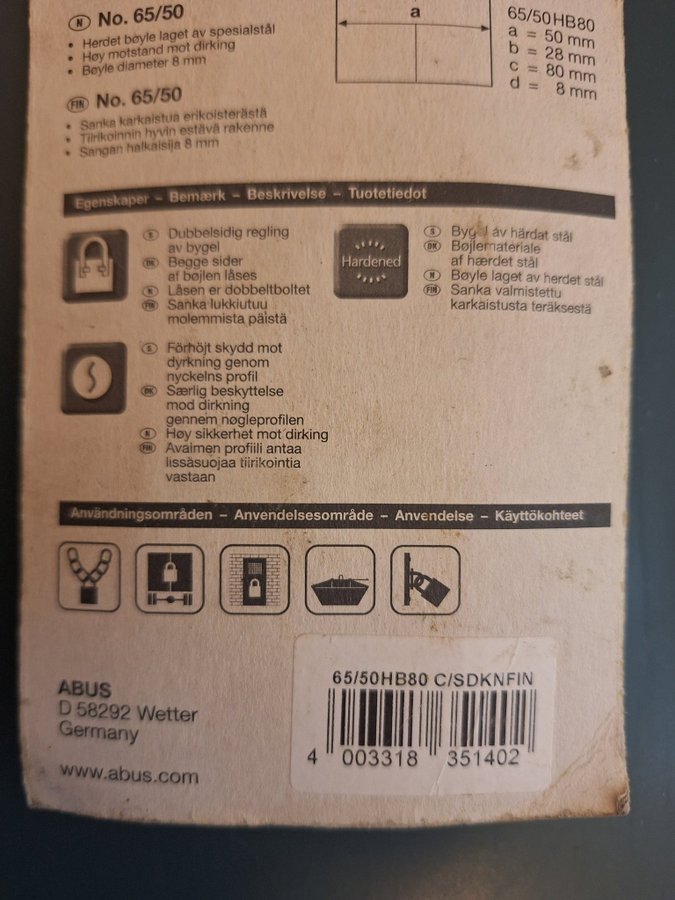 N No. 65/50
• Herdet bøyle laget av spesialstål
• Høy motstand mot dirking
• Bøyle diameter 8 mm
FIN No. 65/50
• Sanka karkaistua erikoisterästä
• Tiirikoinnin hyvin estävä rakenne
• Sangan halkaisija 8 mm
a
65/50HB80
a = 50 mm
b = 28 mm
c = 80 mm
d = 8 mm
Egenskaper – Bemærk – Beskrivelse – Tuotetiedot
S Dubbelsidig regling
av bygel
DK Begge sider
af bøjlen låses
N Låsen er dobbeltboltet
FIN Sanka lukkiutuu
molemmista päistä
Hardened
S av härdat stål
DK Bøjlemateriale
af hærdet stål
N Bøyle laget av herdet stål
FIN Sanka valmistettu
karkaistusta teräksestä
S Förhöjt skydd mot
dyrkning genom
nyckelns profil
DK Særlig beskyttelse
mod dirkning
gennem nøgleprofilen
N Høy sikkerhet mot dirking
FIN Avaimen profiili antaa
lissäsuojaa tiirikointia
vastaan
Användningsområden – Anvendelsesområde – Anvendelse – Käyttökohteet
ABUS
D 58292 Wetter
Germany
www.abus.com
65/50HB80 C/SDKNFIN
4 003318 351402